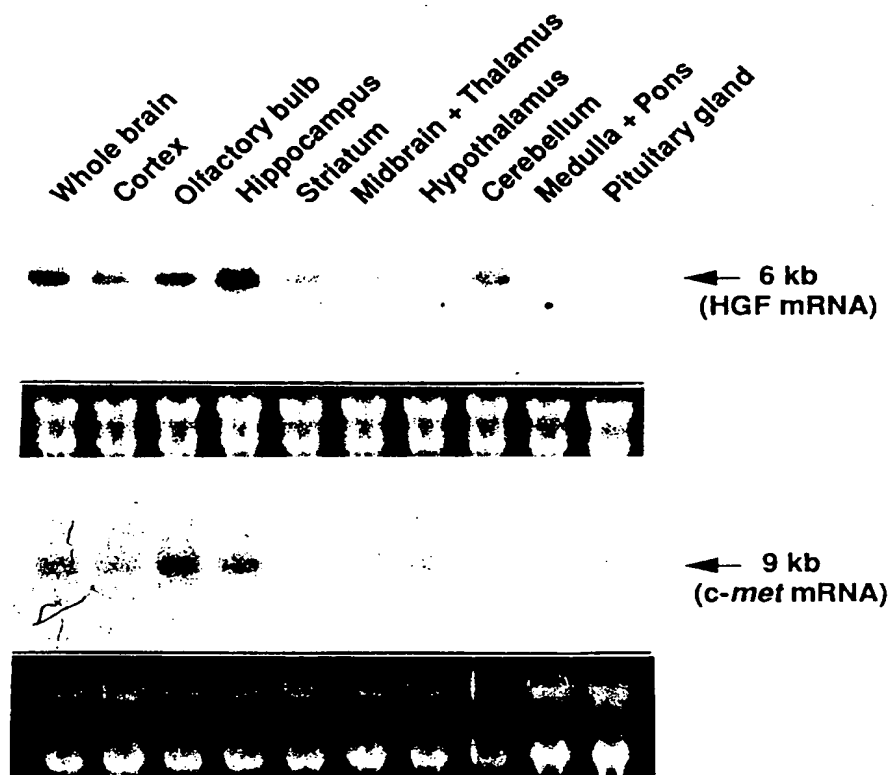 Whole brain
Cortex
Olfactory bulb
Hippocampus
Striatum
Midbrain + Thalamus
Hypothalamus
Cerebellum
Medulla + Pons
Pituitary gland
6 kb
(HGF mRNA)
9 kb
(c-met mRNA)